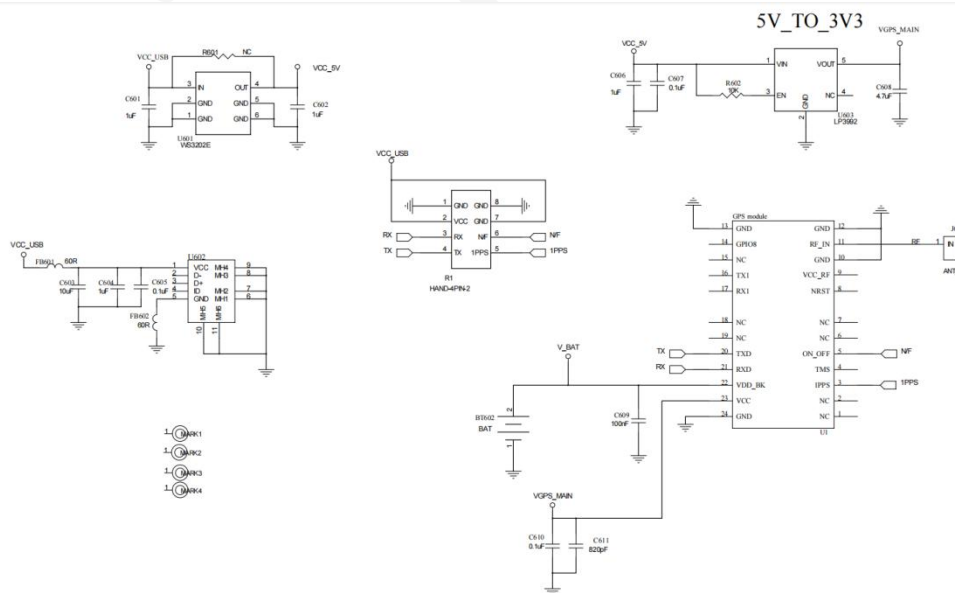 5V_TO_3V3
VCC_USB
R601 NC
VCC_5V
3 IN OUT 4
2 GND GND 5
1 GND GND 6
C601
1uF
C602
1uF
U601
WS3202E
VCC_5V
VGPS_MAIN
C606
1uF
C607
0.1uF
R602
10K
1 VIN VOUT 5
3 EN NC 4
GND
2
U603
LP3992
C608
4.7uF
VCC_USB
1 GND GND 8
2 VCC GND 7
RX 3 RX N/F 6 N/F
TX 4 TX 1PPS 5 1PPS
R1
HAND-4PIN-2
VCC_USB
FB601 60R
C603
10uF
C604
1uF
C605
0.1uF
U602
1 VCC MH4 9
2 D- MH3 8
3 D+
4 ID MH2 7
5 GND MH1 6
MH5 MH6
10 11
FB602
60R
GPS module
13 GND GND 12
14 GPIO8 RF_IN 11 RF 1 IN
15 NC GND 10
16 TX1 VCC_RF 9
17 RX1 NRST 8
18 NC NC 7
19 NC NC 6
TX 20 TXD ON_OFF 5 N/F
RX 21 RXD TMS 4
22 VDD_BK IPPS 3 1PPS
23 VCC NC 2
24 GND NC 1
U1
ANT
V_BAT
BT602
BAT
2
1
C609
100nF
VGPS_MAIN
C610
0.1uF
C611
820pF
1 MARK1
1 MARK2
1 MARK3
1 MARK4